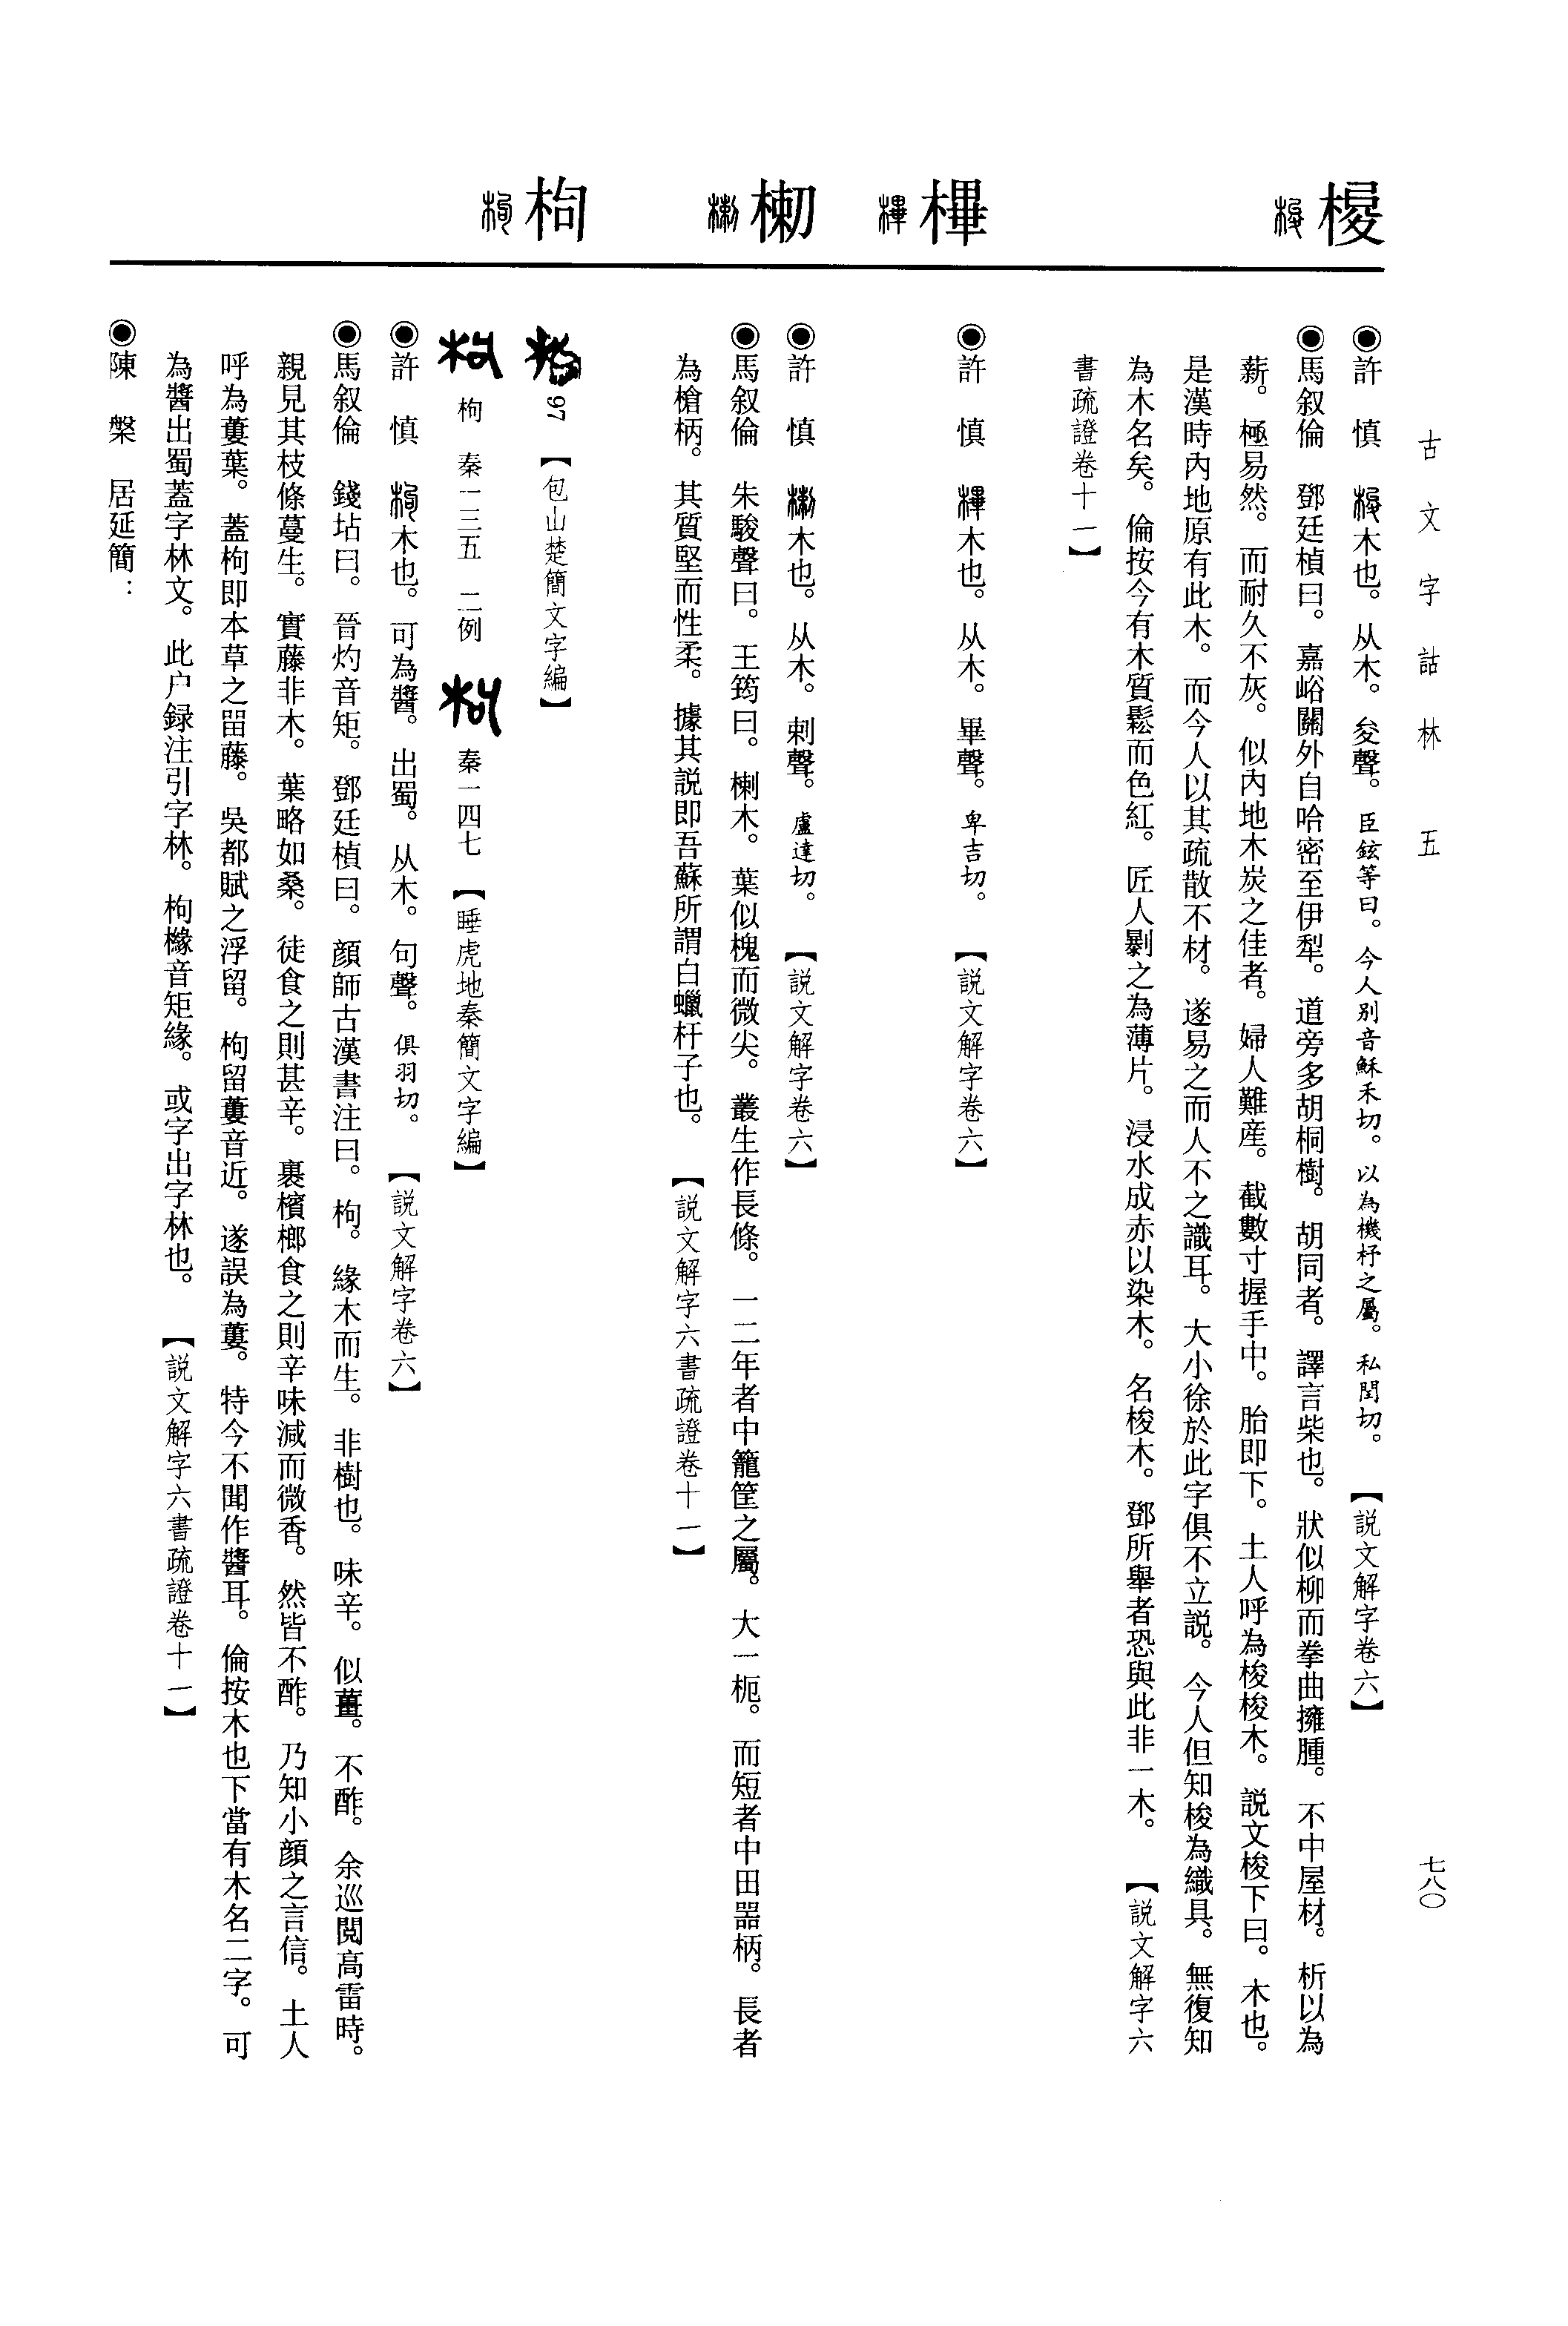 古文字詁林 五
七八〇
梭
●許 慎 梭木也。从木。夋聲。臣鉉等曰。今人别音穌禾切。以為機杼之屬。私閏切。 【説文解字卷六】
●馬叙倫 鄧廷楨曰。嘉峪關外自哈密至伊犁。道旁多胡桐樹。胡同者。譯言柴也。狀似柳而拳曲擁腫。不中屋材。析以為
薪。極易然。而耐久不灰。似内地木炭之佳者。婦人難産。截數寸握手中。胎即下。土人呼為梭梭木。説文梭下曰。木也。
是漢時内地原有此木。而今人以其疏散不材。遂易之而人不之識耳。大小徐於此字俱不立説。今人但知梭為織具。無復知
為木名矣。倫按今有木質鬆而色紅。匠人㔍之為薄片。浸水成赤以染木。名梭木。鄧所舉者恐與此非一木。 【説文解字六
書疏證卷十一】
㮿
●許 慎 㮿木也。从木。畢聲。卑吉切。 【説文解字卷六】
楋
●許 慎 楋木也。从木。剌聲。盧達切。 【説文解字卷六】
●馬叙倫 朱駿聲曰。王筠曰。楋木。葉似槐而微尖。叢生作長條。一二年者中籠筐之屬。大一枙。而短者中田器柄。長者
為槍柄。其質堅而性柔。據其説即吾蘇所謂白蠟杆子也。 【説文解字六書疏證卷十一】
枸
97 【包山楚簡文字編】
枸 秦一三五 二例 秦一四七 【睡虎地秦簡文字編】
●許 慎 枸木也。可為醬。出蜀。从木。句聲。俱羽切。 【説文解字卷六】
●馬叙倫 錢坫曰。晉灼音矩。鄧廷楨曰。顔師古漢書注曰。枸。緣木而生。非樹也。味辛。似薑。不酢。余巡閲高雷時。
親見其枝條蔓生。實藤非木。葉略如桑。徒食之則甚辛。裹檳榔食之則辛味減而微香。然皆不酢。乃知小顔之言信。土人
呼為蔞葉。蓋枸即本草之畱藤。吳都賦之浮留。枸留蔞音近。遂誤為蔞。特今不聞作醬耳。倫按木也下當有木名二字。可
為醬出蜀蓋字林文。此户録注引字林。枸櫞音矩緣。或字出字林也。 【説文解字六書疏證卷十一】
●陳 槃 居延簡：